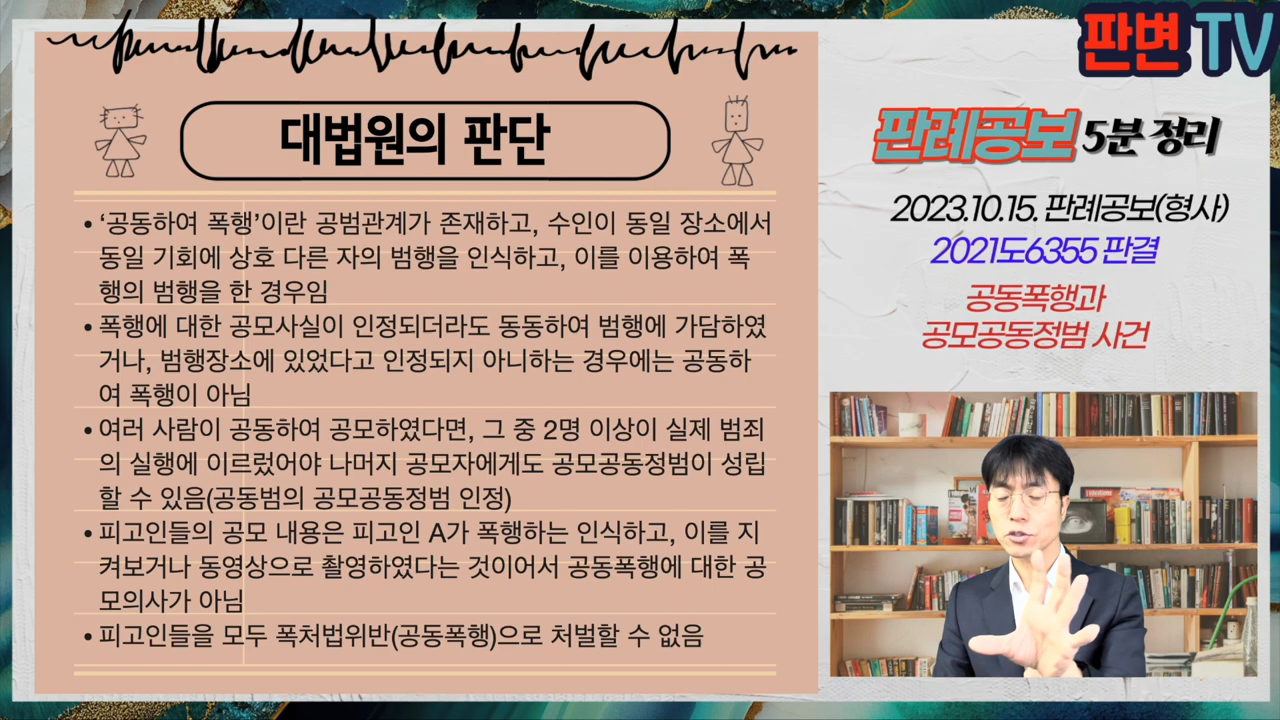 판변 TV
대법원의 판단
• ‘공동하여 폭행’이란 공범관계가 존재하고, 수인이 동일 장소에서
동일 기회에 상호 다른 자의 범행을 인식하고, 이를 이용하여 폭
행의 범행을 한 경우임
• 폭행에 대한 공모사실이 인정되더라도 동동하여 범행에 가담하였
거나, 범행장소에 있었다고 인정되지 아니하는 경우에는 공동하
여 폭행이 아님
• 여러 사람이 공동하여 공모하였다면, 그 중 2명 이상이 실제 범죄
의 실행에 이르렀어야 나머지 공모자에게도 공모공동정범이 성립
할 수 있음(공동범의 공모공동정범 인정)
• 피고인들의 공모 내용은 피고인 A가 폭행하는 인식하고, 이를 지
켜보거나 동영상으로 촬영하였다는 것이어서 공동폭행에 대한 공
모의사가 아님
• 피고인들을 모두 폭처법위반(공동폭행)으로 처벌할 수 없음
판례공보 5분 정리
2023.10.15. 판례공보(형사)
2021도6355 판결
공동폭행과
공모공동정범 사건